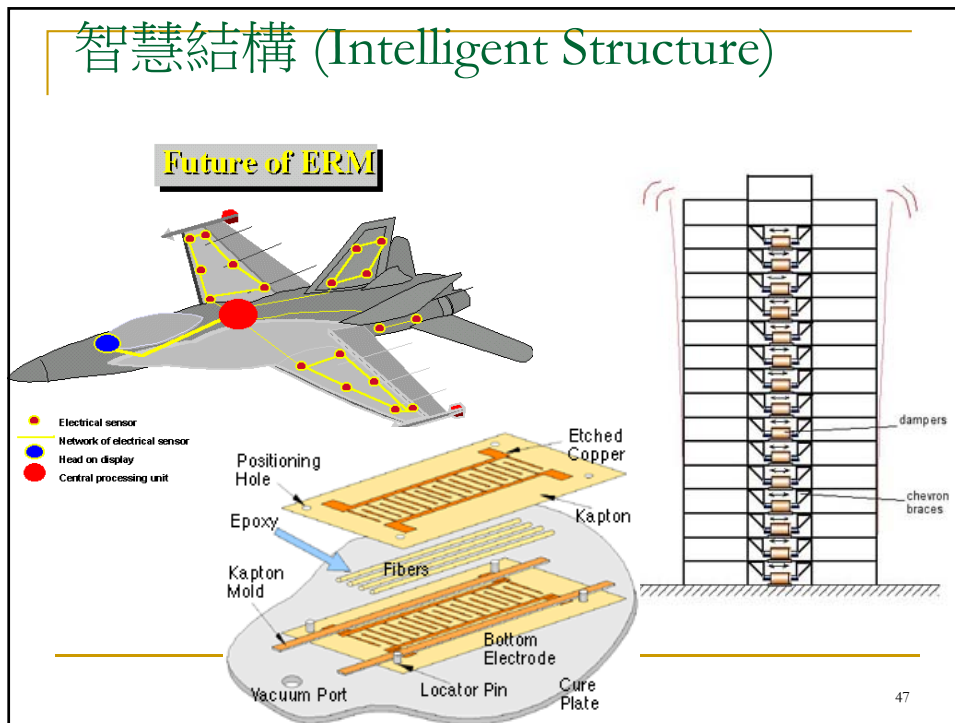 智慧結構 (Intelligent Structure)
Future of ERM
Electrical sensor
Network of electrical sensor
Head on display
Central processing unit
Positioning
Hole
Etched
Copper
Epoxy
Kapton
Fibers
Kapton
Mold
Bottom
Electrode
Vacuum Port
Locator Pin
Cure
Plate
dampers
chevron
braces
47